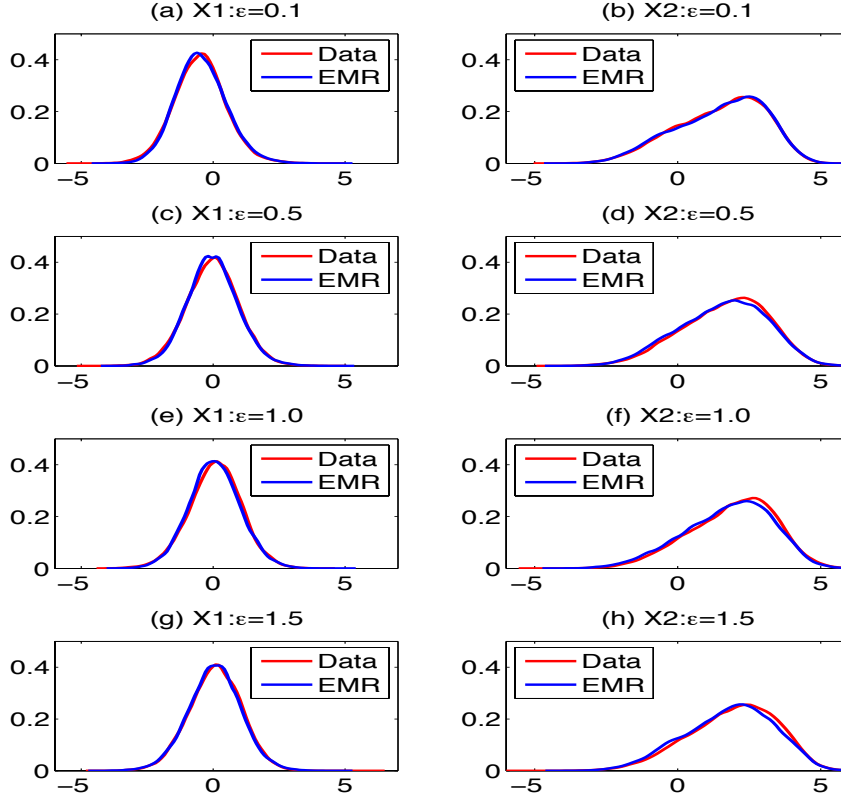 (a) X1:ε=0.1
Data
EMR
0.4
0.2
0
−5 0 5
(b) X2:ε=0.1
Data
EMR
0.4
0.2
0
−5 0 5
(c) X1:ε=0.5
Data
EMR
0.4
0.2
0
−5 0 5
(d) X2:ε=0.5
Data
EMR
0.4
0.2
0
−5 0 5
(e) X1:ε=1.0
Data
EMR
0.4
0.2
0
−5 0 5
(f) X2:ε=1.0
Data
EMR
0.4
0.2
0
−5 0 5
(g) X1:ε=1.5
Data
EMR
0.4
0.2
0
−5 0 5
(h) X2:ε=1.5
Data
EMR
0.4
0.2
0
−5 0 5